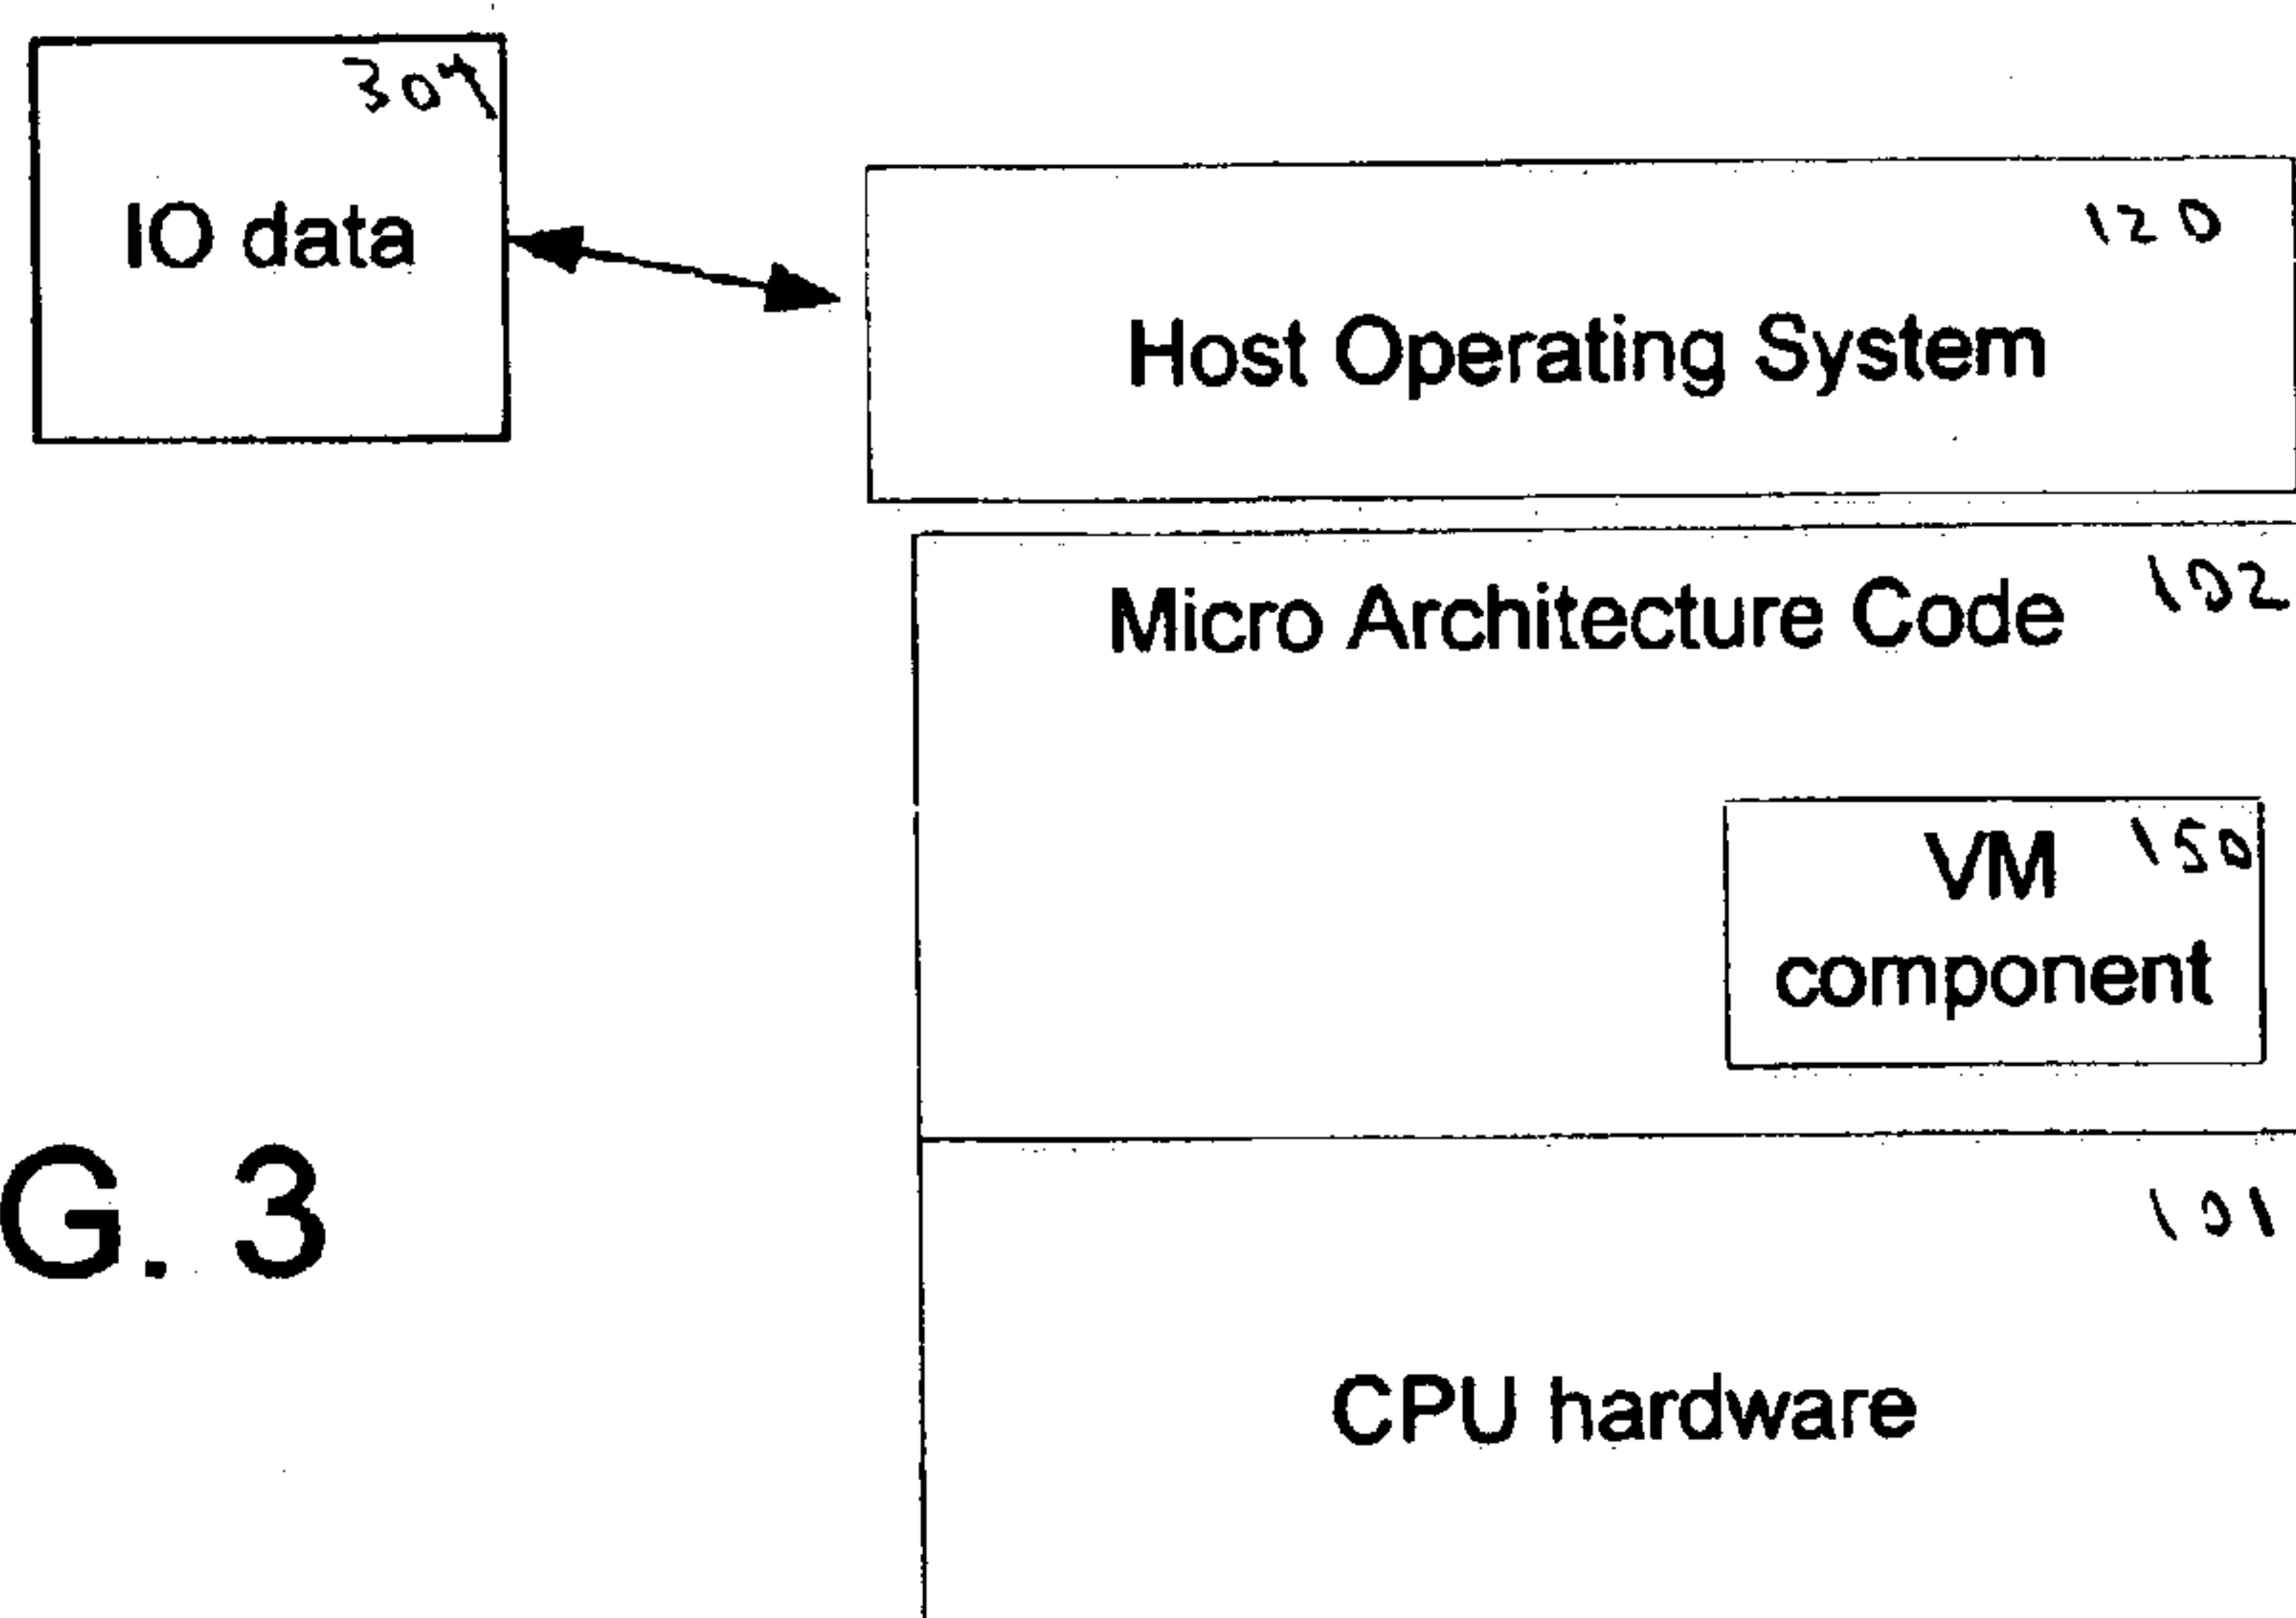 304
IO data
120
Host Operating System
Micro Architecture Code 102
VM 150
component
G. 3
101
CPU hardware